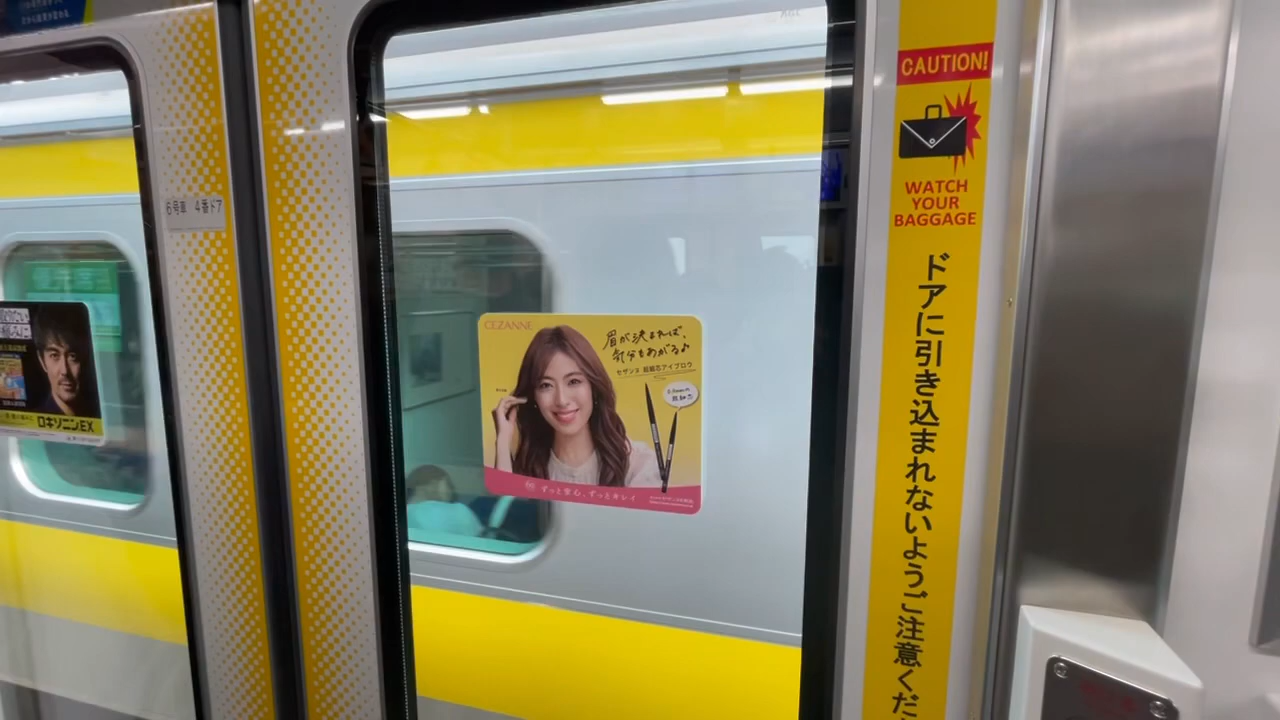 6号車 4番ドア
ロキソニンEX
CEZANNE
眉が決まれば、
気分もあがる♪
セザンヌ 超細芯アイブロウ
ずっと安心、ずっとキレイ
CAUTION!
WATCH
YOUR
BAGGAGE
ドアに引き込まれないようご注意くだ